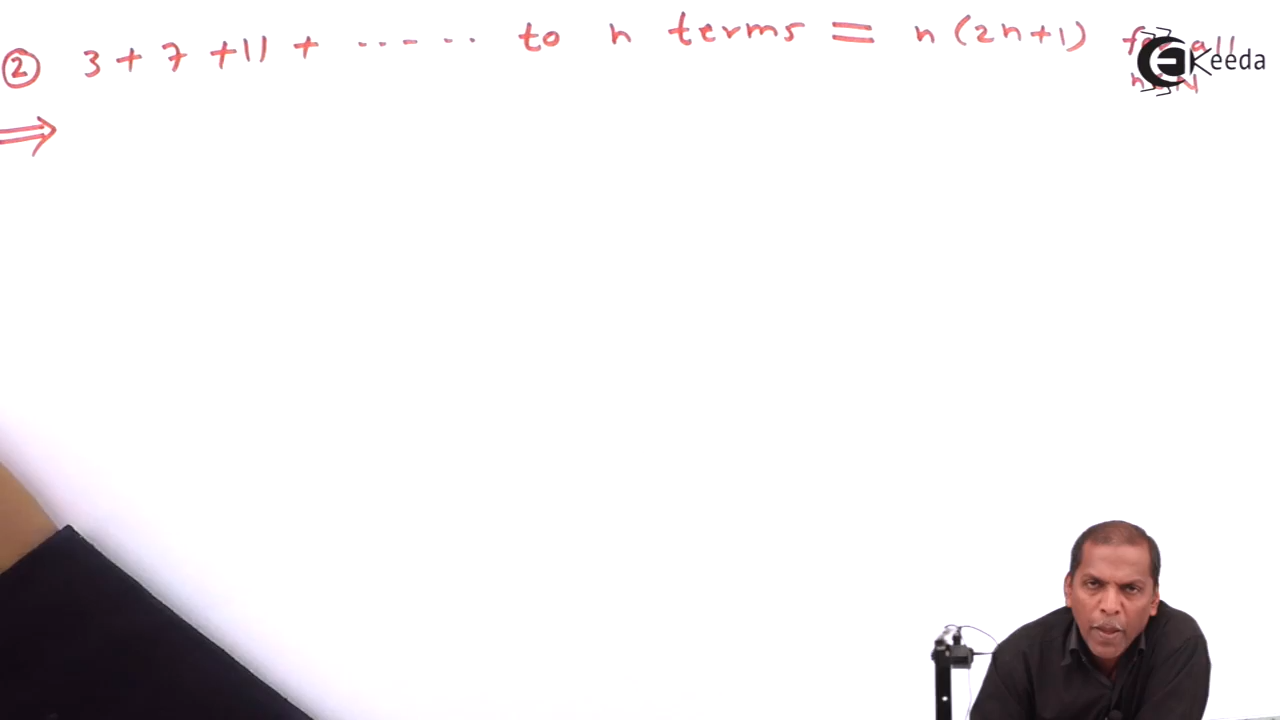 ② 3 + 7 + 11 + ...... to n terms = n (2n+1) for all
n ∈ N
⇒
Ekeeda